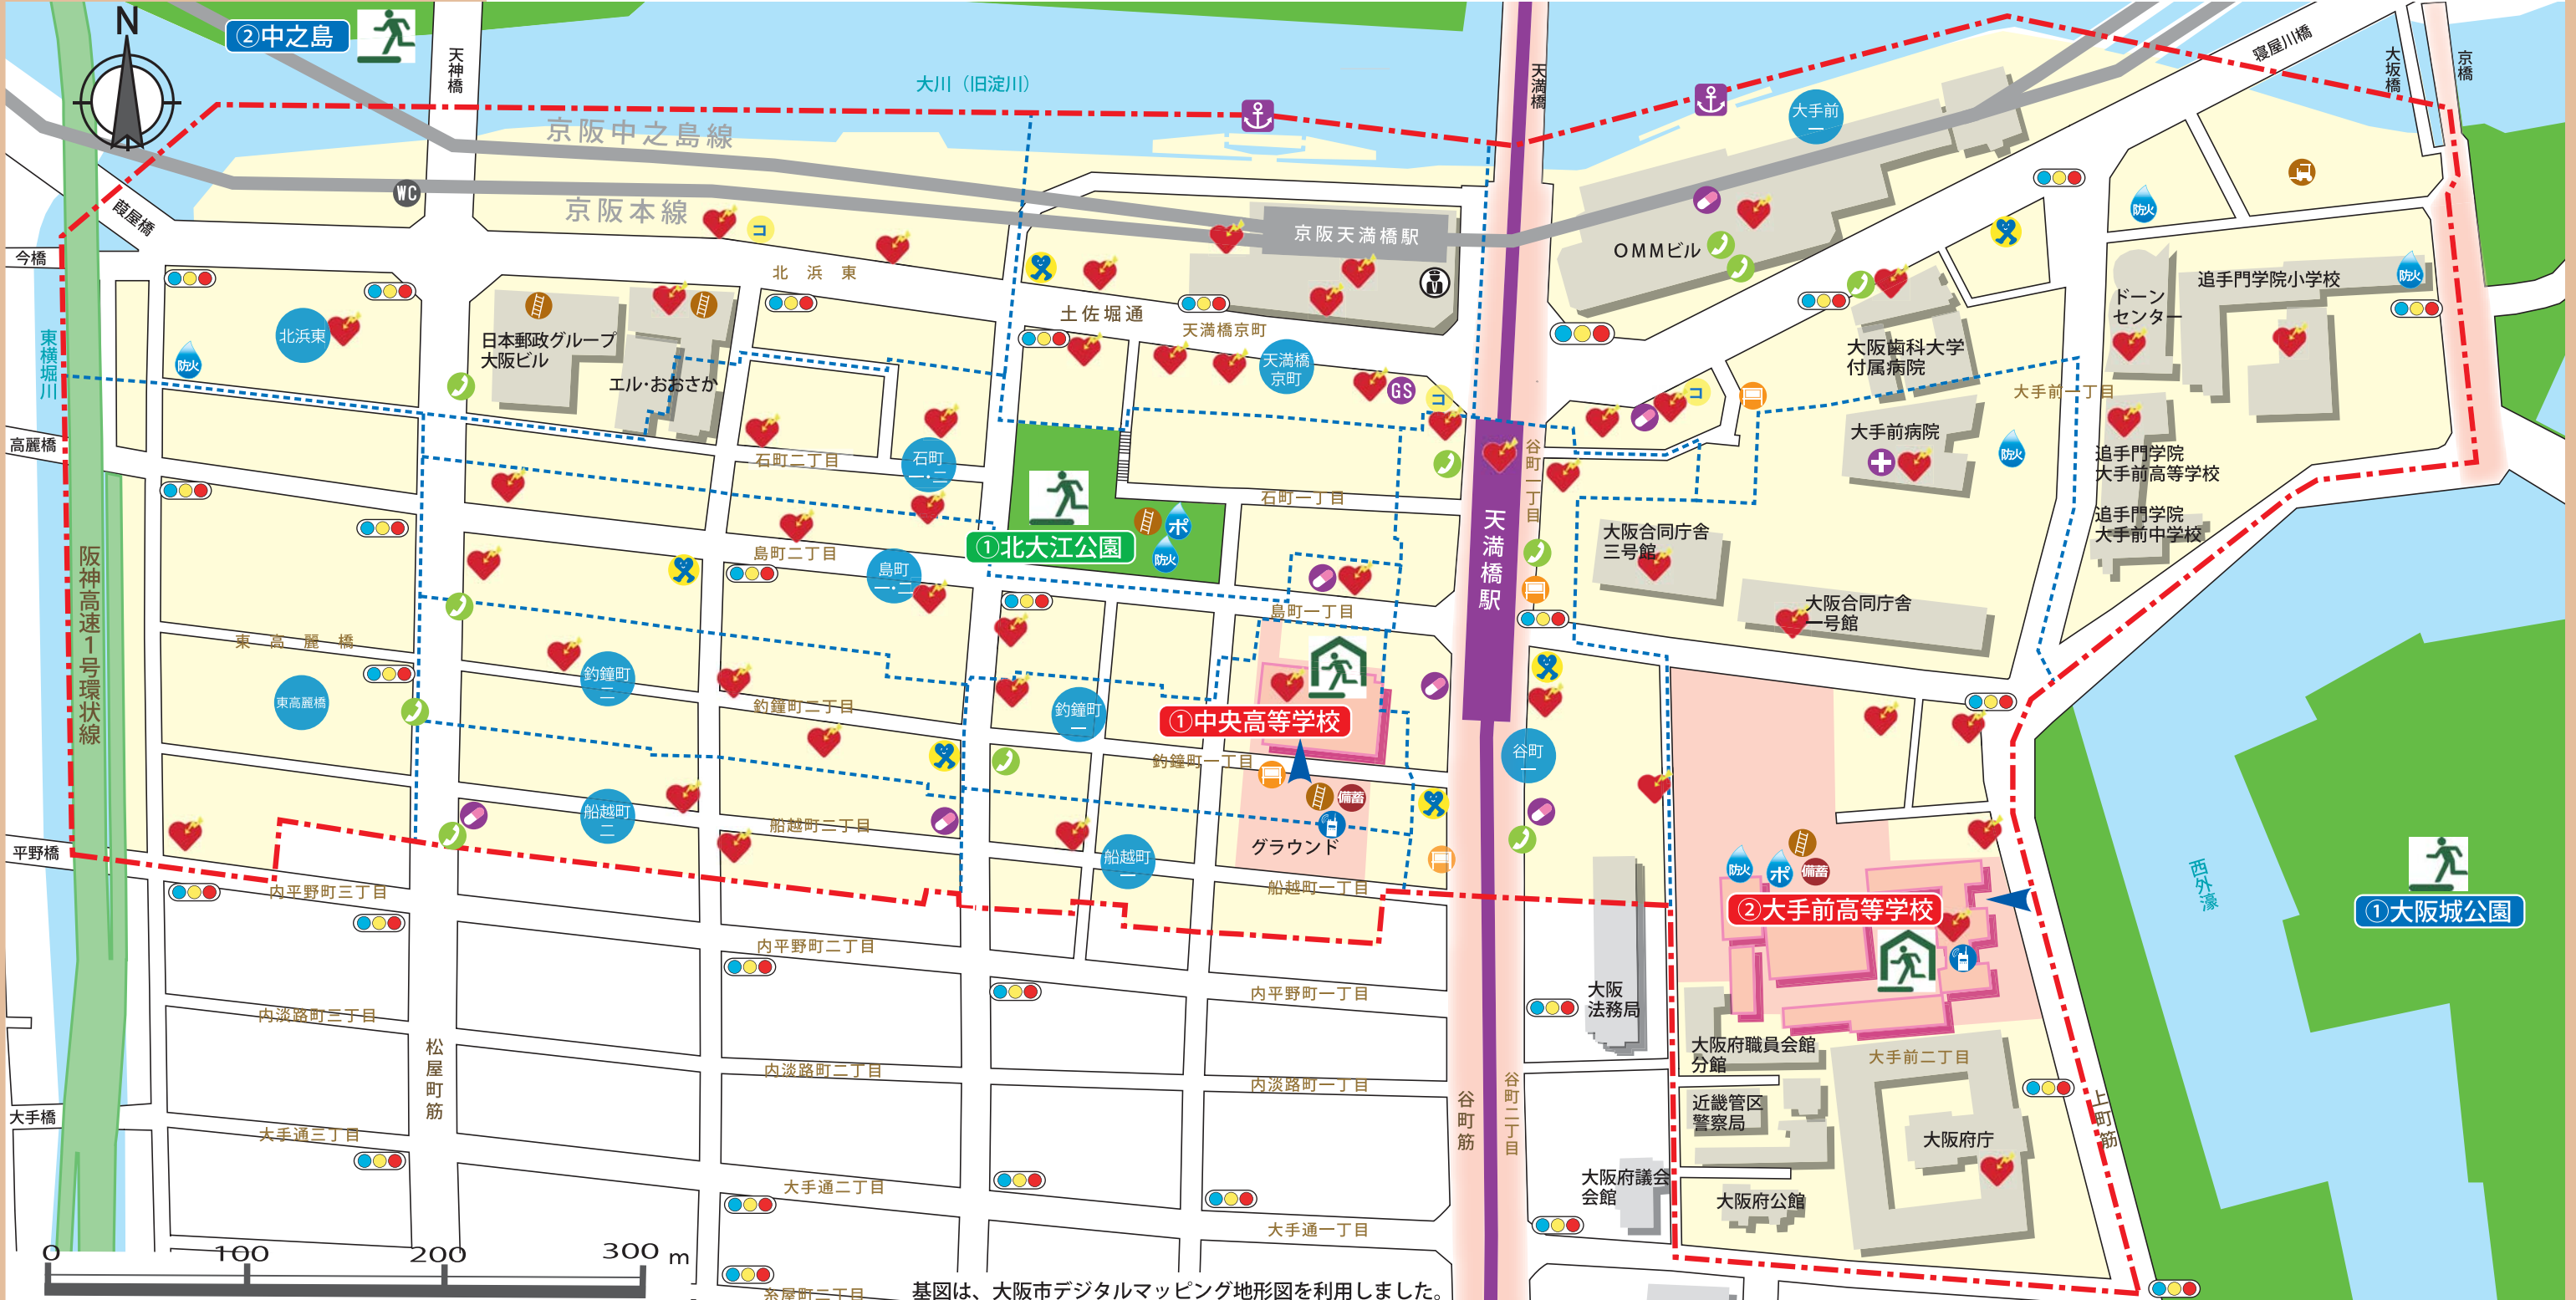 N
②中之島
天神橋
大川（旧淀川）
天満橋
寝屋川橋
大坂橋
京橋
京阪中之島線
大手前
一
WC
京阪本線
葭屋橋
コ
京阪天満橋駅
OMMビル
防火
今橋
北浜東
土佐堀通
天満橋京町
ドーン
センター
追手門学院小学校
防火
東横堀川
北浜東
防火
日本郵政グループ
大阪ビル
エル・おおさか
天満橋
京町
GS
コ
コ
大阪歯科大学
付属病院
大手前一丁目
高麗橋
石町二丁目
石町
一・二
谷町一丁目
大手前病院
防火
追手門学院
大手前高等学校
石町一丁目
天満橋駅
ポ
防火
①北大江公園
大阪合同庁舎
三号館
追手門学院
大手前中学校
阪神高速1号環状線
島町二丁目
島町
一・二
島町一丁目
大阪合同庁舎
一号館
東高麗橋
東高麗橋
釣鐘町
二
釣鐘町二丁目
釣鐘町
一
①中央高等学校
釣鐘町一丁目
谷町
一
備蓄
グラウンド
船越町
二
船越町二丁目
船越町
一
船越町一丁目
平野橋
内平野町三丁目
内平野町二丁目
内平野町一丁目
防火
ポ
備蓄
②大手前高等学校
西外濠
①大阪城公園
大阪
法務局
内淡路町三丁目
内淡路町二丁目
内淡路町一丁目
松屋町筋
谷町筋
谷町二丁目
大阪府職員会館
分館
大手前二丁目
近畿管区
警察局
大阪府庁
上町筋
大手橋
大手通三丁目
大手通二丁目
大手通一丁目
大阪府議会
会館
大阪府公館
0 100 200 300 m
糸屋町二丁目
基図は、大阪市デジタルマッピング地形図を利用しました。